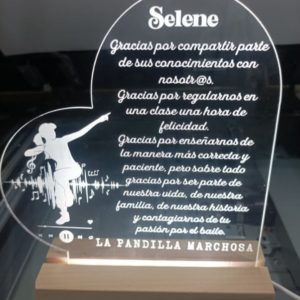 Selene
Gracias por compartir parte
de sus conocimientos con
nosotr@s.
Gracias por regalarnos en
una clase una hora de
felicidad.
Gracias por enseñarnos de
la manera más correcta y
paciente, pero sobre todo
gracias por ser parte de
nuestra vida, de nuestra
familia, de nuestra historia
y contagiarnos de tu
pasión por el baile.
LA PANDILLA MARCHOSA